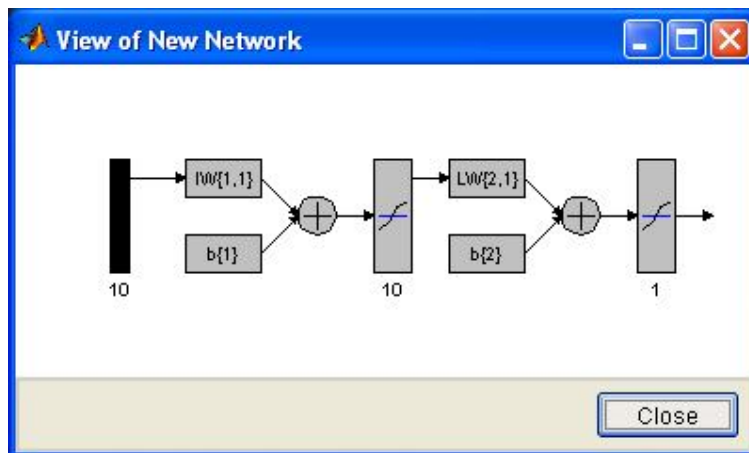 View of New Network
IW{1,1}
b{1}
LW{2,1}
b{2}
10
10
1
Close